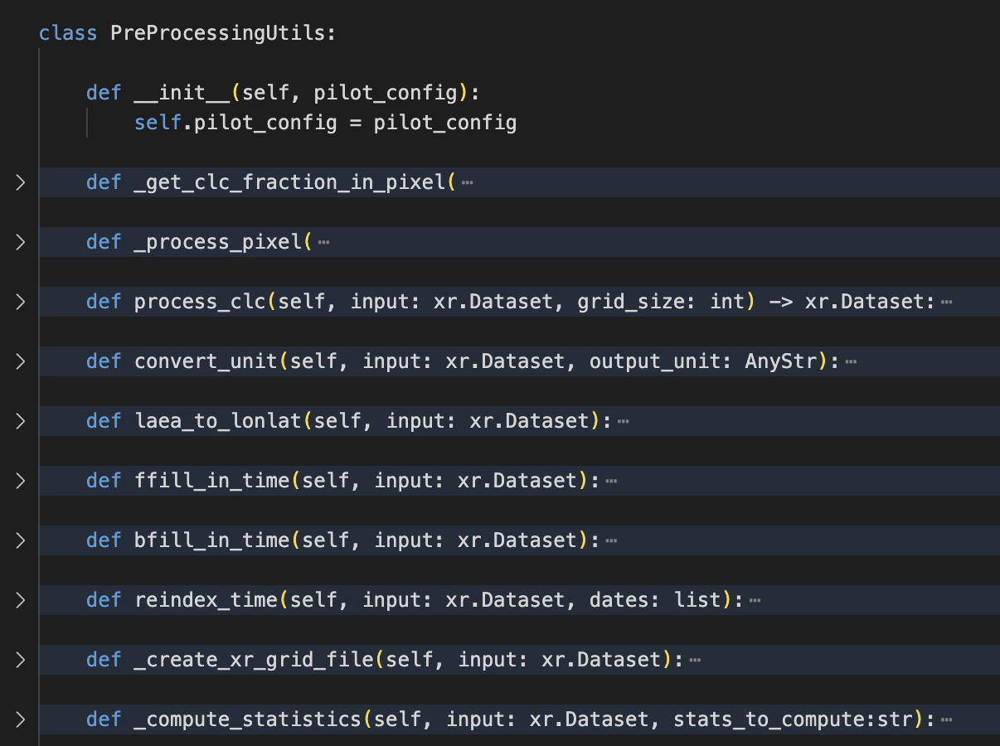 class PreProcessingUtils:
def __init__(self, pilot_config):
self.pilot_config = pilot_config
def _get_clc_fraction_in_pixel(…
def _process_pixel(…
def process_clc(self, input: xr.Dataset, grid_size: int) -> xr.Dataset:…
def convert_unit(self, input: xr.Dataset, output_unit: AnyStr):…
def laea_to_lonlat(self, input: xr.Dataset):…
def ffill_in_time(self, input: xr.Dataset):…
def bfill_in_time(self, input: xr.Dataset):…
def reindex_time(self, input: xr.Dataset, dates: list):…
def _create_xr_grid_file(self, input: xr.Dataset):…
def _compute_statistics(self, input: xr.Dataset, stats_to_compute:str):…